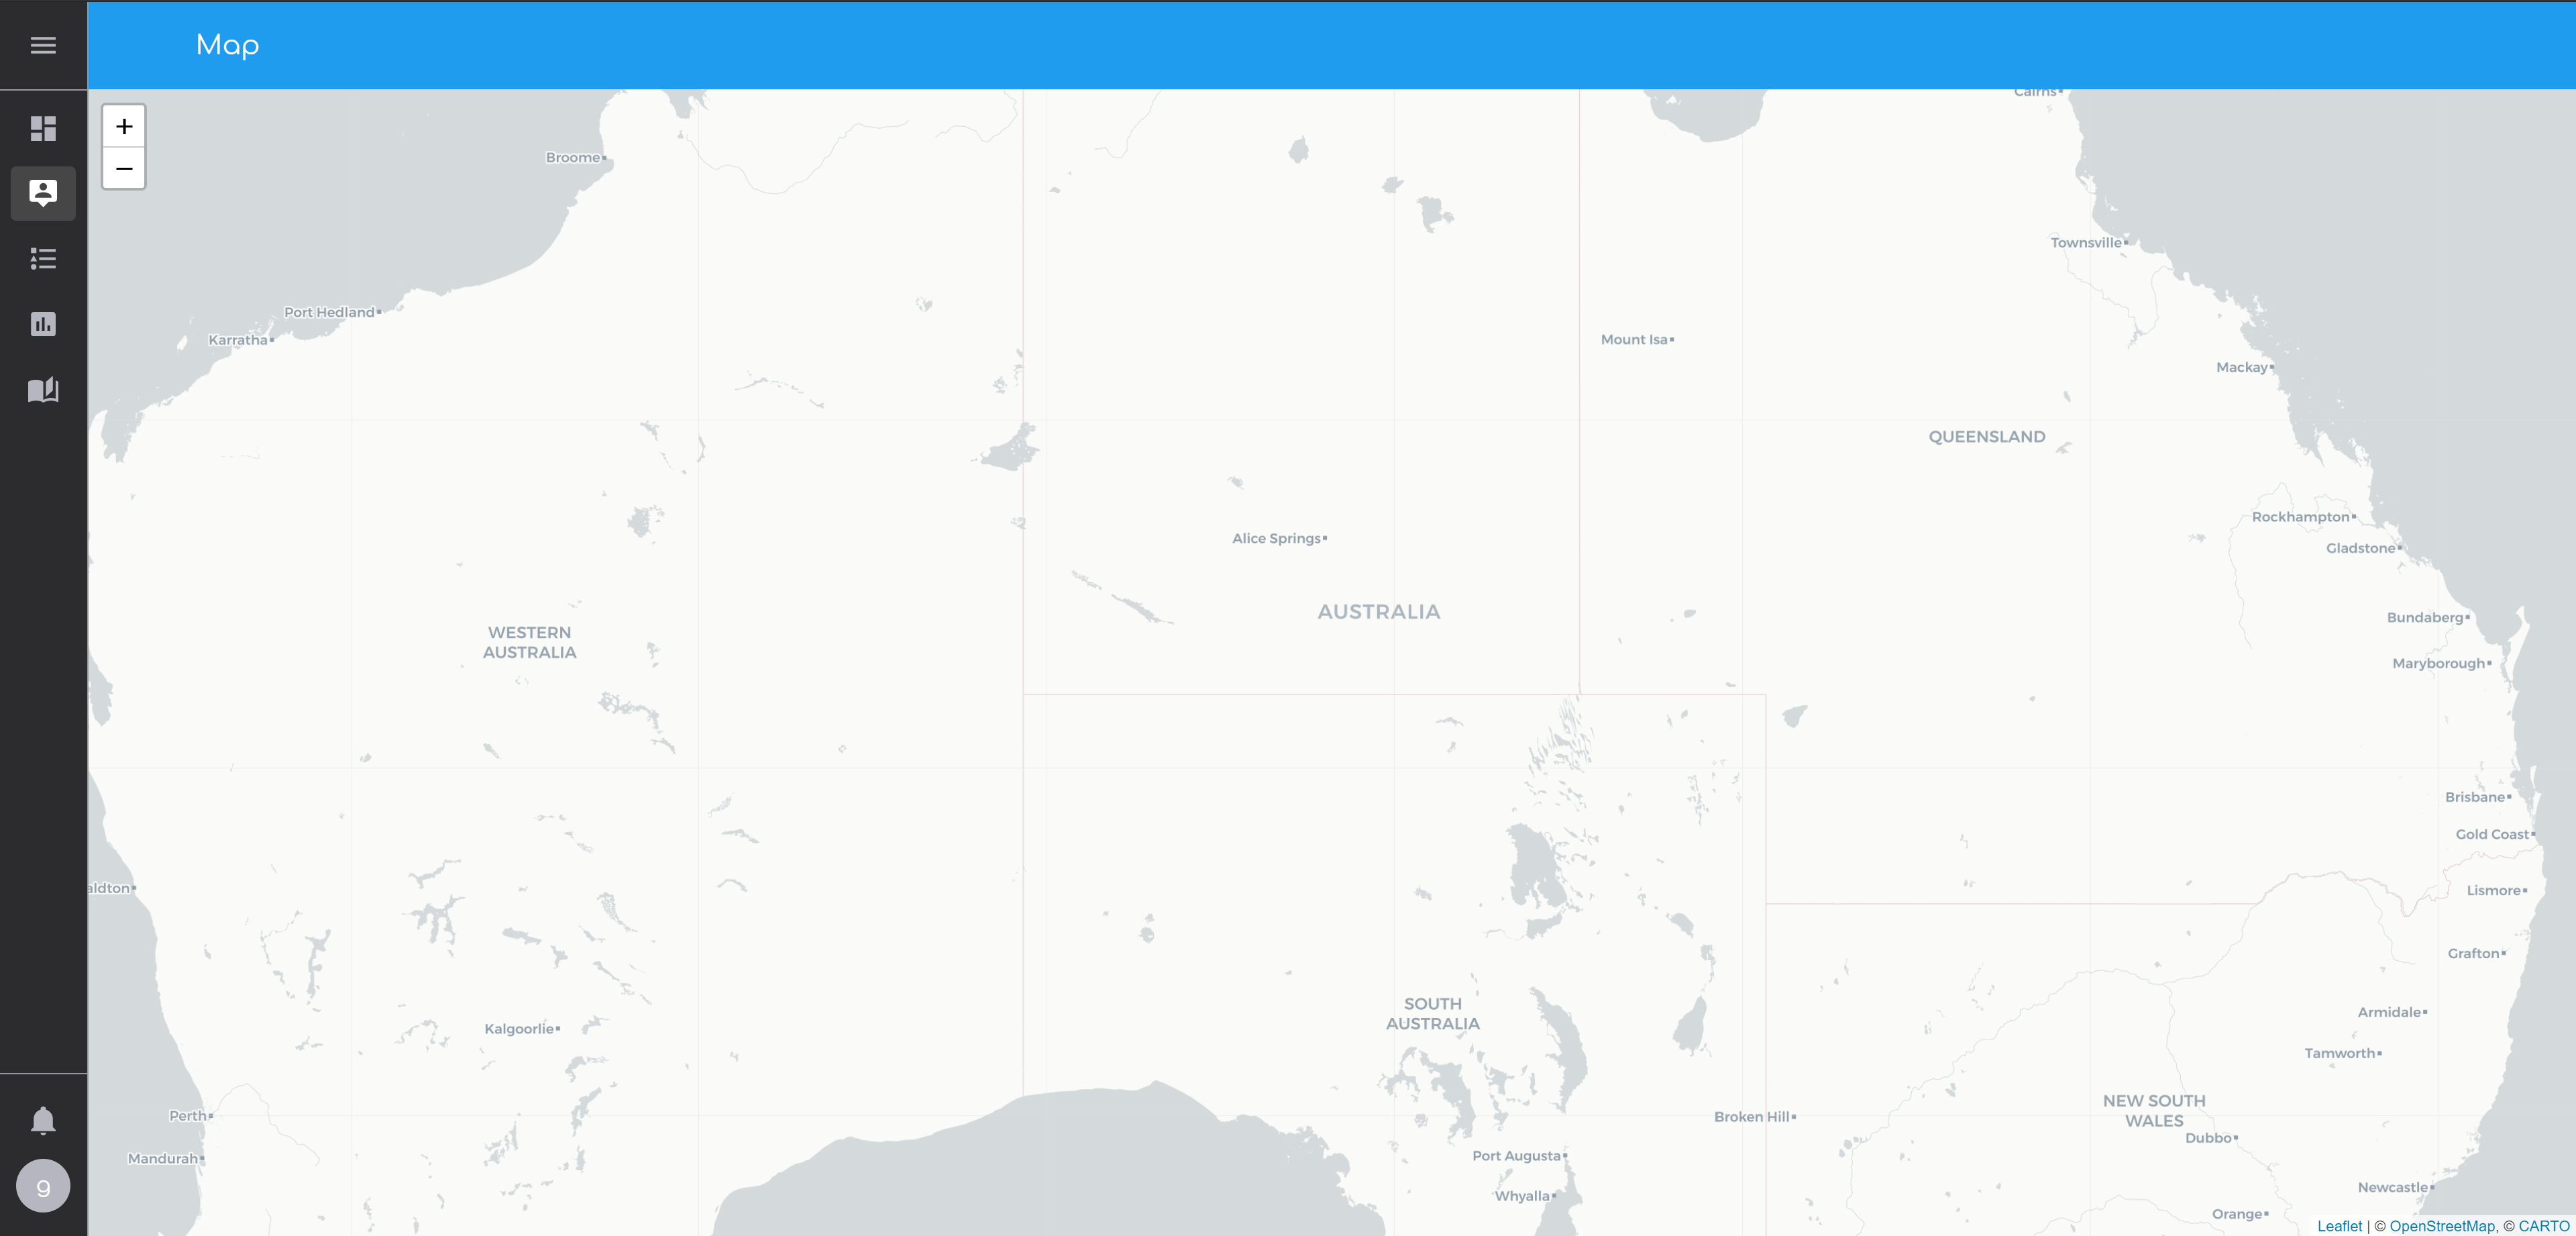 Map
+
−
Cairns
Broome
Townsville
Port Hedland
Karratha
Mount Isa
Mackay
QUEENSLAND
Rockhampton
Alice Springs
Gladstone
AUSTRALIA
Bundaberg
WESTERN
AUSTRALIA
Maryborough
Brisbane
Gold Coast
aldton
Lismore
Grafton
SOUTH
AUSTRALIA
Armidale
Kalgoorlie
Tamworth
NEW SOUTH
WALES
Perth
Broken Hill
Dubbo
Port Augusta
Mandurah
g
Newcastle
Whyalla
Orange
Leaflet | © OpenStreetMap, © CARTO